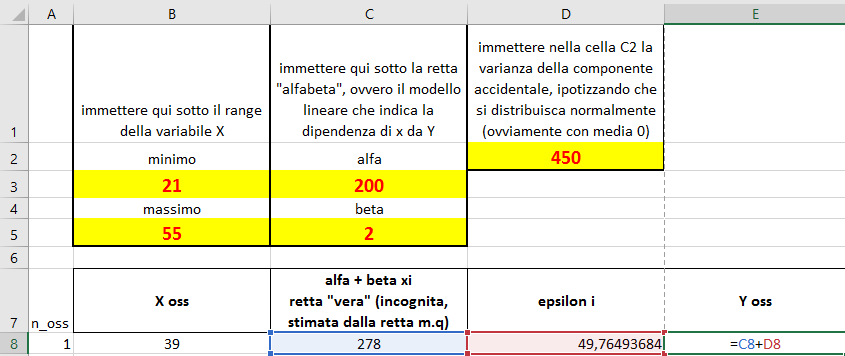 A B C D E
1
immettere qui sotto il range
della variabile X
immettere qui sotto la retta
"alfabeta", ovvero il modello
lineare che indica la
dipendenza di x da Y
immettere nella cella C2 la
varianza della componente
accidentale, ipotizzando che
si distribuisca normalmente
(ovviamente con media 0)
2 minimo alfa 450
3 21 200
4 massimo beta
5 55 2
6
7 n_oss
X oss
alfa + beta xi
retta "vera" (incognita,
stimata dalla retta m.q)
epsilon i
Y oss
8 1 39 278 49,76493684 =C8+D8